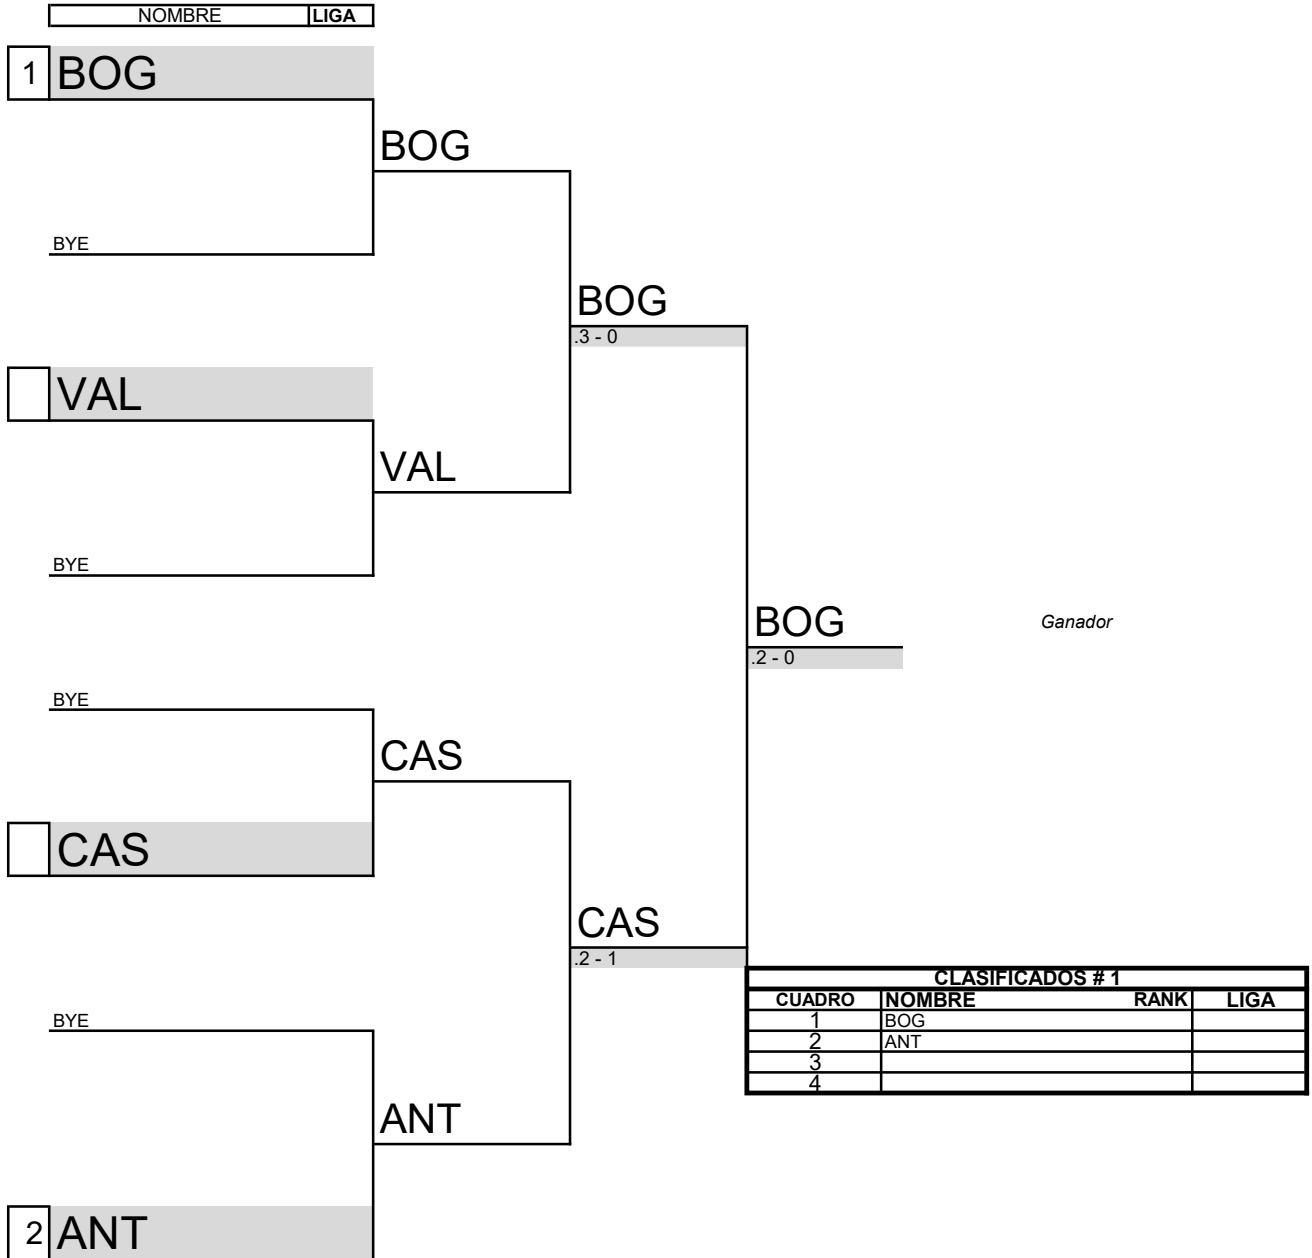 NOMBRE LIGA
1 BOG
BOG
BYE
BOG
.3 - 0
VAL
VAL
BYE
BOG Ganador
.2 - 0
BYE
CAS
CAS
CAS
.2 - 1
CLASIFICADOS # 1
CUADRO NOMBRE RANK LIGA
1 BOG
2 ANT
3
4
BYE
ANT
2 ANT